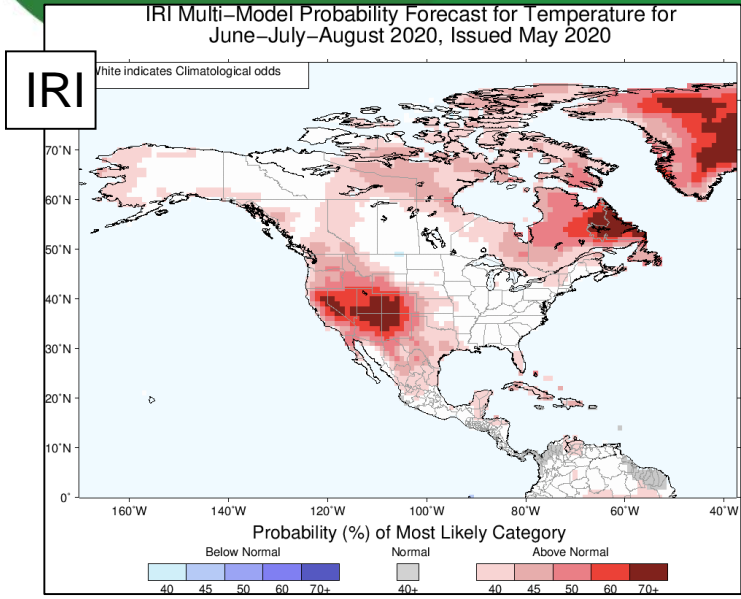 IRI Multi–Model Probability Forecast for Temperature for
June–July–August 2020, Issued May 2020
IRI
White indicates Climatological odds
70˚N
60˚N
50˚N
40˚N
30˚N
20˚N
10˚N
0˚
160˚W 140˚W 120˚W 100˚W 80˚W 60˚W 40˚W
Probability (%) of Most Likely Category
Below Normal Normal Above Normal
40 45 50 60 70+ 40+ 40 45 50 60 70+